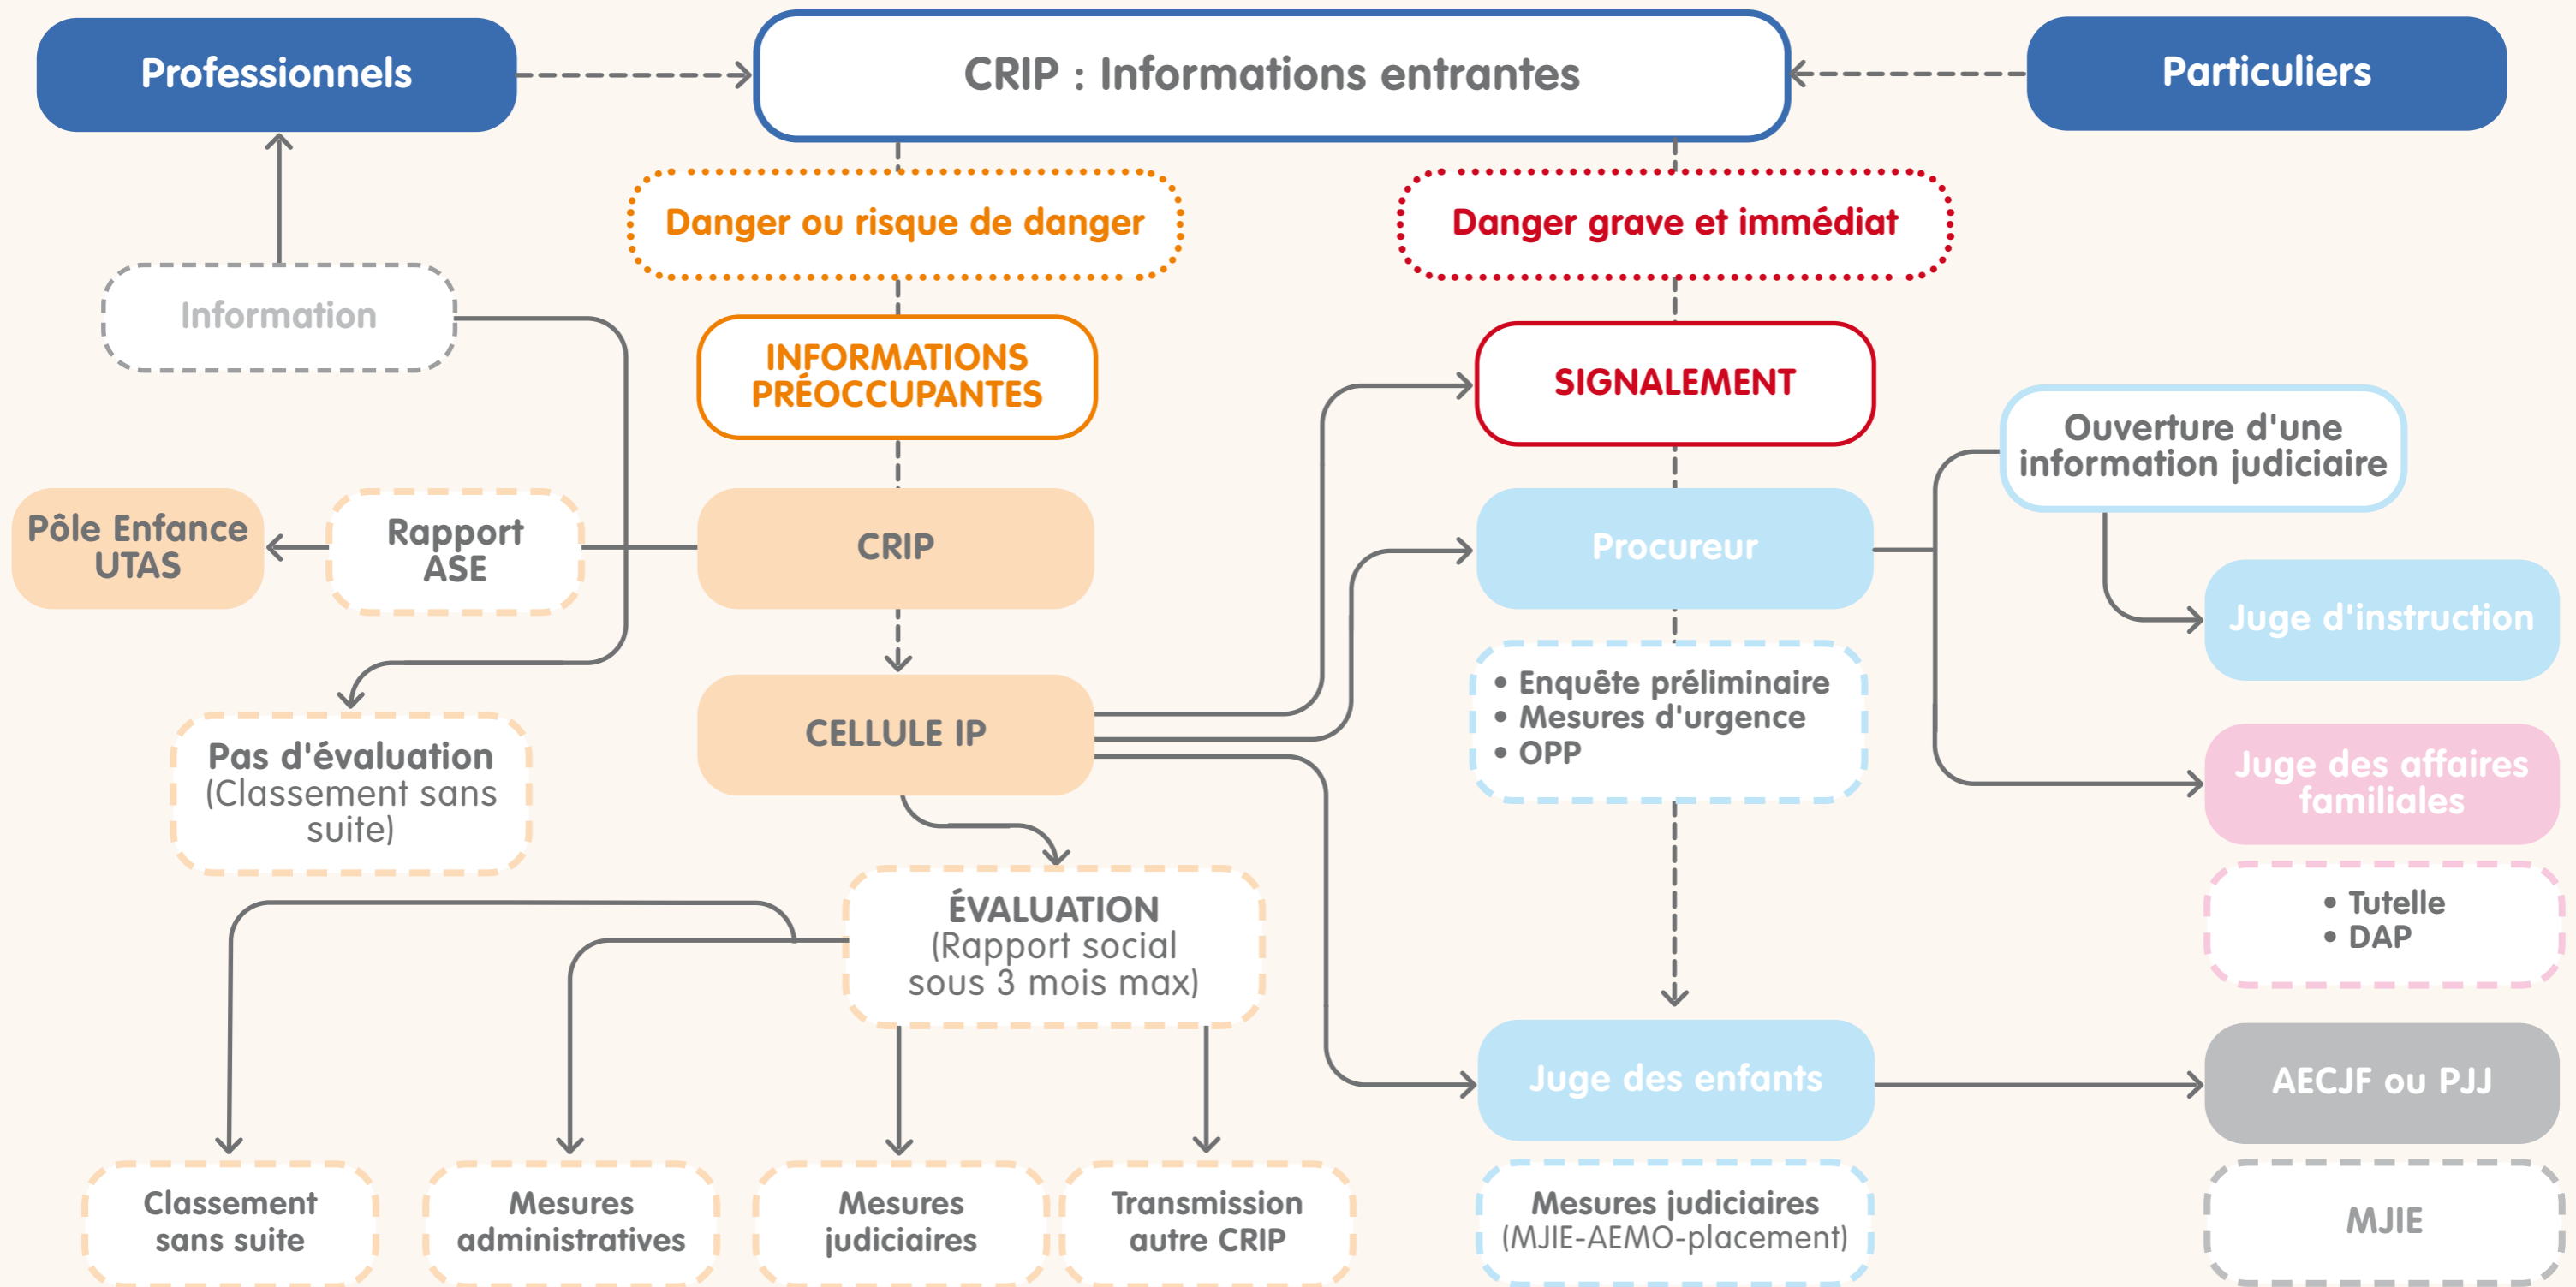 Professionnels
CRIP : Informations entrantes
Particuliers
Danger ou risque de danger
Danger grave et immédiat
Information
INFORMATIONS
PRÉOCCUPANTES
SIGNALEMENT
Ouverture d'une
information judiciaire
Pôle Enfance
UTAS
Rapport
ASE
CRIP
Procureur
Juge d'instruction
• Enquête préliminaire
• Mesures d'urgence
• OPP
CELLULE IP
Pas d'évaluation
(Classement sans
suite)
Juge des affaires
familiales
ÉVALUATION
(Rapport social
sous 3 mois max)
• Tutelle
• DAP
Juge des enfants
AECJF ou PJJ
Classement
sans suite
Mesures
administratives
Mesures
judiciaires
Transmission
autre CRIP
Mesures judiciaires
(MJIE-AEMO-placement)
MJIE